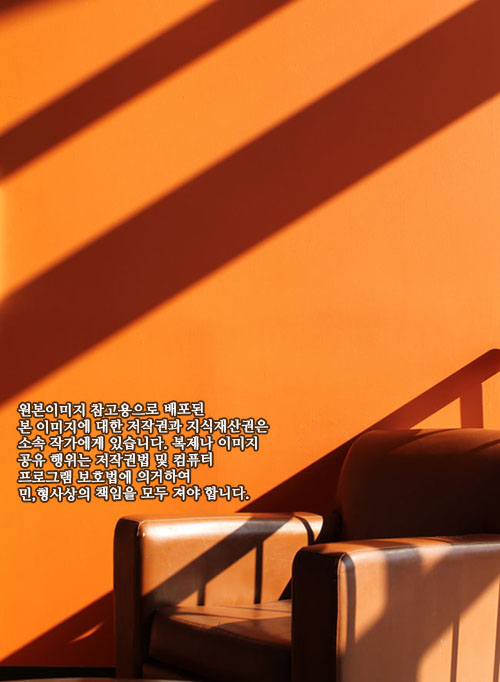 원본이미지 참고용으로 배포된
본 이미지에 대한 저작권과 지식재산권은
소속 작가에게 있습니다. 복제나 이미지
공유 행위는 저작권법 및 컴퓨터
프로그램 보호법에 의거하여
민,형사상의 책임을 모두 져야 합니다.